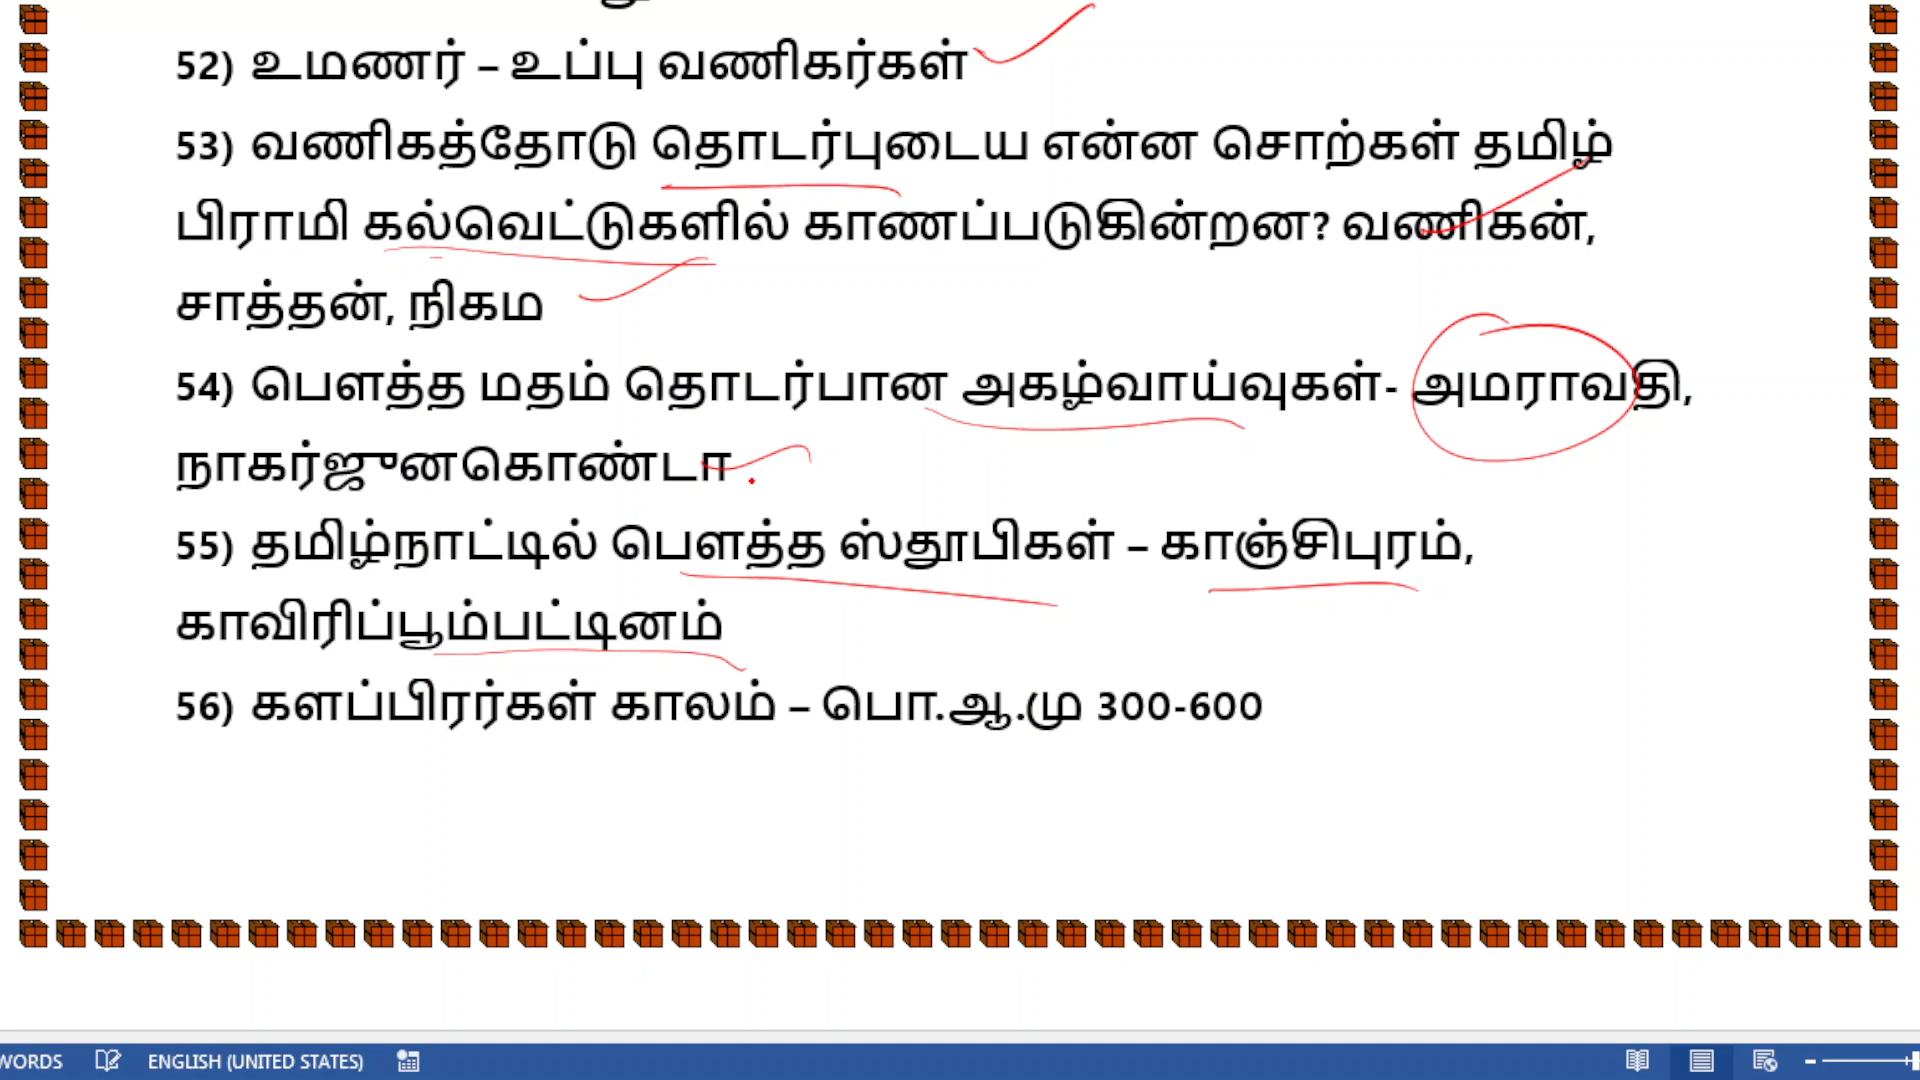 52) உமணர் – உப்பு வணிகர்கள்
53) வணிகத்தோடு தொடர்புடைய என்ன சொற்கள் தமிழ்
பிராமி கல்வெட்டுகளில் காணப்படுகின்றன? வணிகன்,
சாத்தன், நிகம
54) பௌத்த மதம் தொடர்பான அகழ்வாய்வுகள்- அமராவதி,
நாகர்ஜுனகொண்டா
55) தமிழ்நாட்டில் பௌத்த ஸ்தூபிகள் – காஞ்சிபுரம்,
காவிரிப்பூம்பட்டினம்
56) களப்பிரர்கள் காலம் – பொ.ஆ.மு 300-600
WORDS ENGLISH (UNITED STATES)